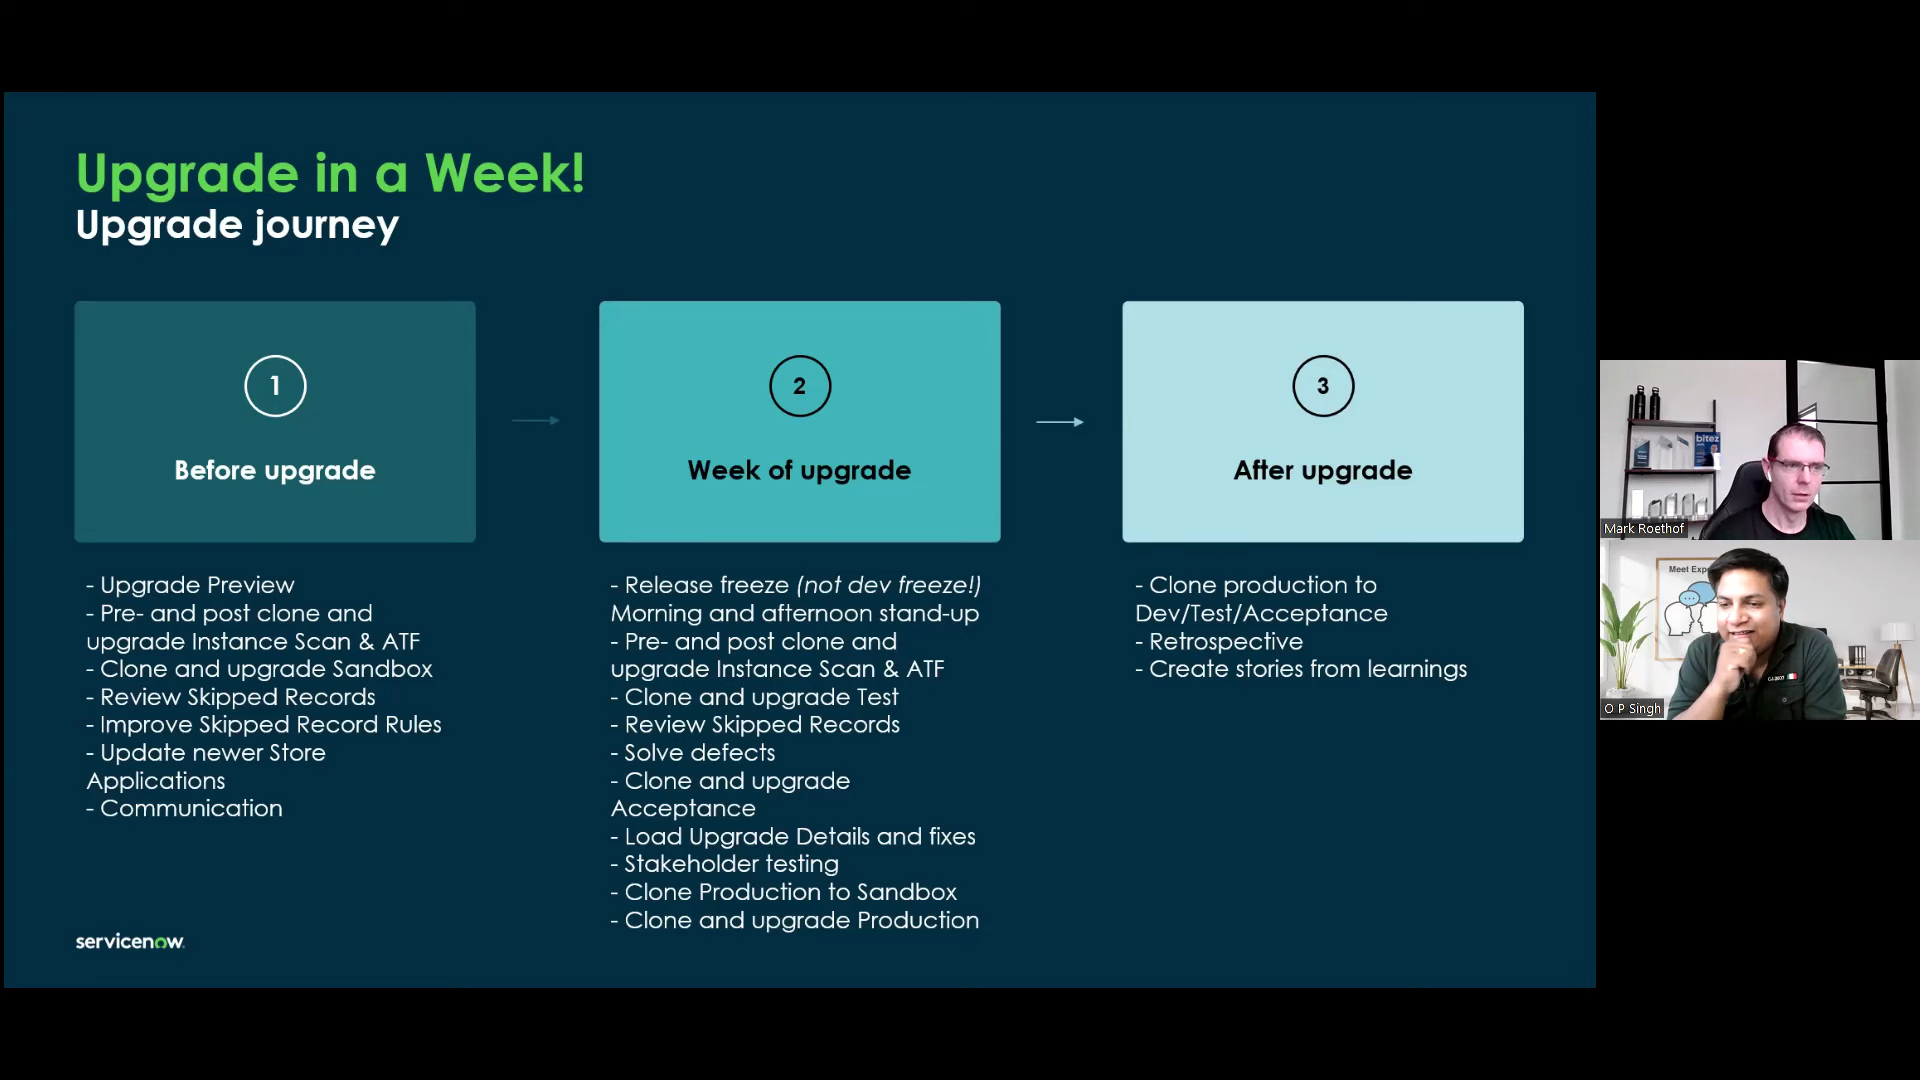 Upgrade in a Week!
Upgrade journey
1
Before upgrade
- Upgrade Preview
- Pre- and post clone and
upgrade Instance Scan & ATF
- Clone and upgrade Sandbox
- Review Skipped Records
- Improve Skipped Record Rules
- Update newer Store
Applications
- Communication
2
Week of upgrade
- Release freeze (not dev freeze!)
Morning and afternoon stand-up
- Pre- and post clone and
upgrade Instance Scan & ATF
- Clone and upgrade Test
- Review Skipped Records
- Solve defects
- Clone and upgrade
Acceptance
- Load Upgrade Details and fixes
- Stakeholder testing
- Clone Production to Sandbox
- Clone and upgrade Production
3
After upgrade
- Clone production to
Dev/Test/Acceptance
- Retrospective
- Create stories from learnings
servicenow
bitez
Mark Roethof
Meet
O P Singh